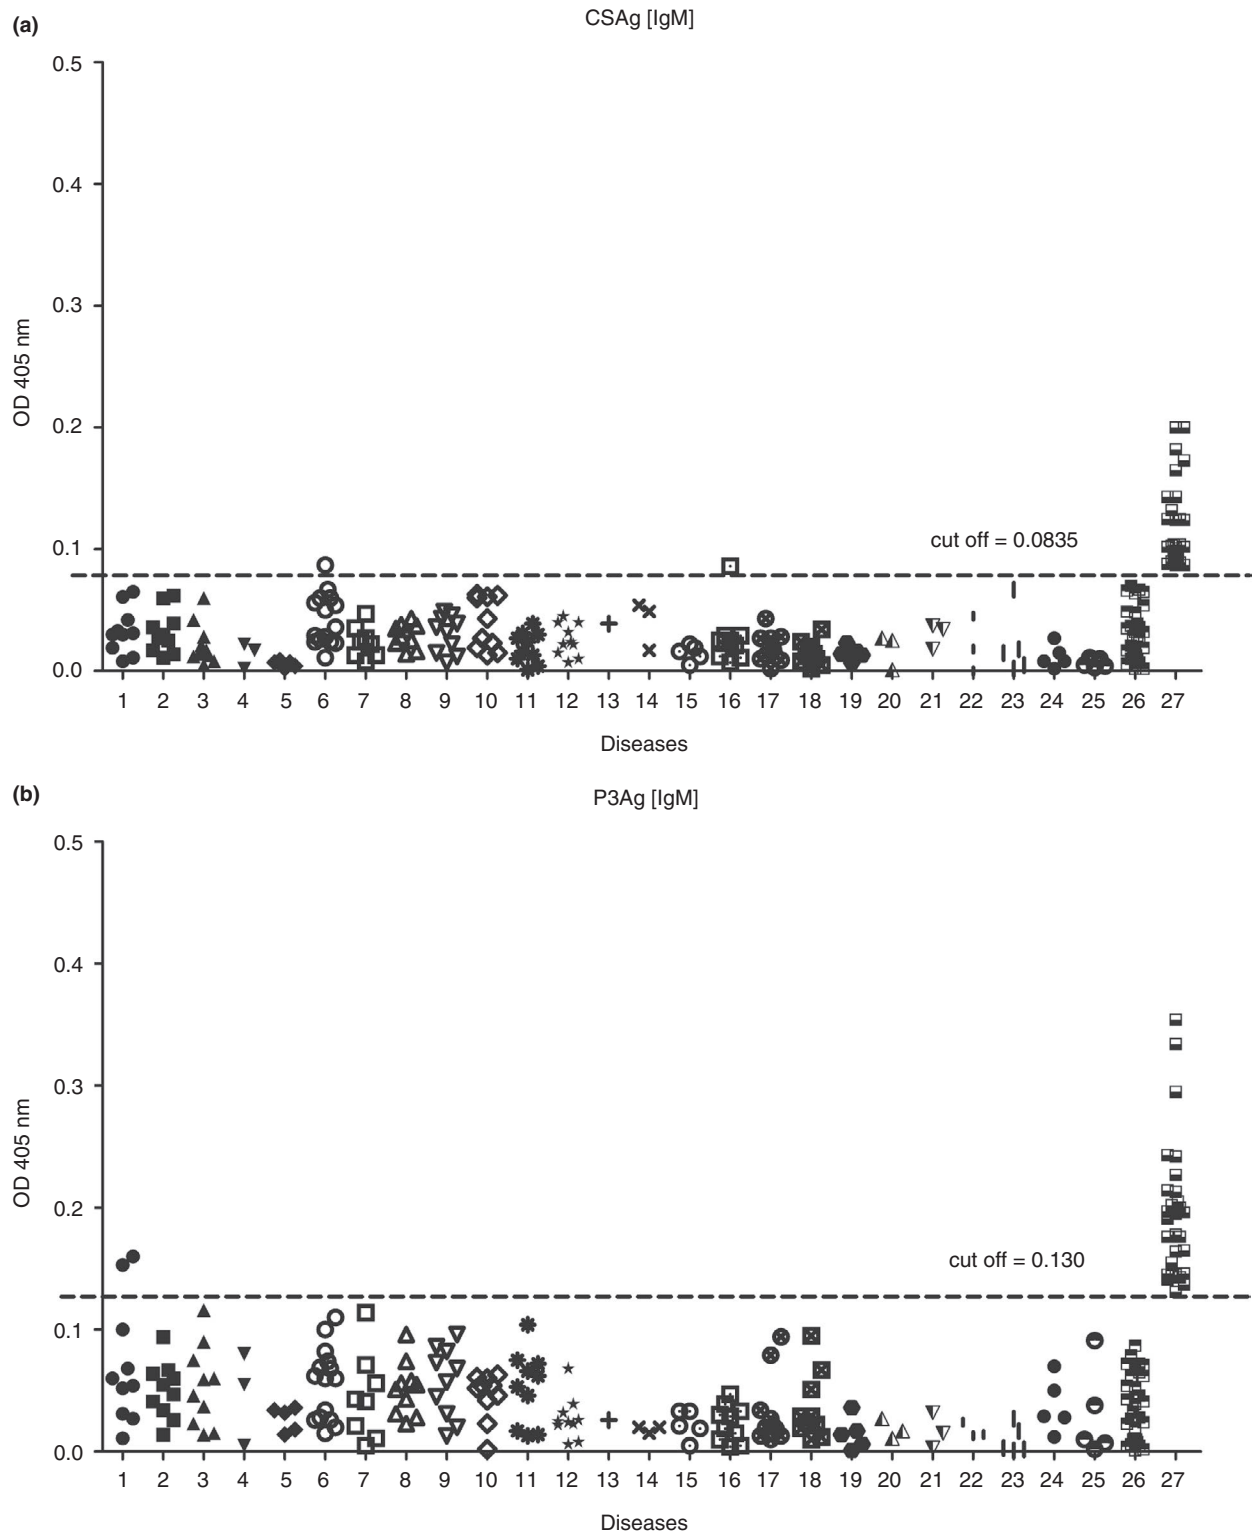 (a)
CSAg [IgM]
0.5
0.4
0.3
0.2
0.1
0.0
OD 405 nm
cut off = 0.0835
1 2 3 4 5 6 7 8 9 10 11 12 13 14 15 16 17 18 19 20 21 22 23 24 25 26 27
Diseases
(b)
P3Ag [IgM]
0.5
0.4
0.3
0.2
0.1
0.0
OD 405 nm
cut off = 0.130
1 2 3 4 5 6 7 8 9 10 11 12 13 14 15 16 17 18 19 20 21 22 23 24 25 26 27
Diseases